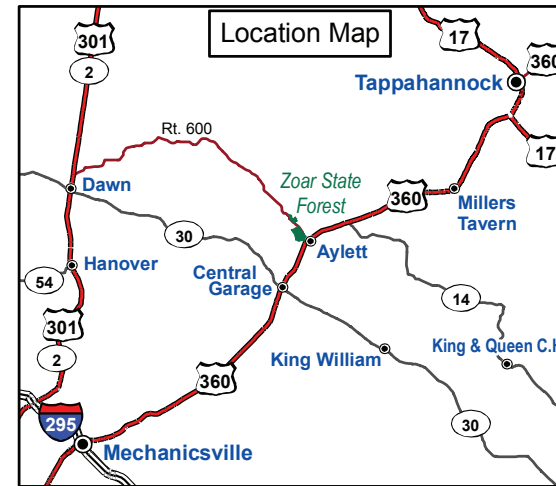 Location Map
301
2
17
360
Tappahannock
17
Rt. 600
Zoar State
Forest
360
Millers
Tavern
Dawn
30
Aylett
Hanover
Central
Garage
54
14
301
2
King William
King & Queen C.H
360
30
295
Mechanicsville